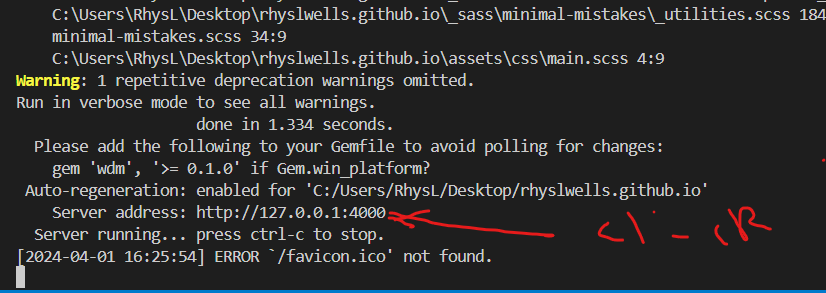 C:\Users\RhysL\Desktop\rhyslwells.github.io\_sass\minimal-mistakes\_utilities.scss 184
minimal-mistakes.scss 34:9
C:\Users\RhysL\Desktop\rhyslwells.github.io\assets\css\main.scss 4:9
Warning: 1 repetitive deprecation warnings omitted.
Run in verbose mode to see all warnings.
done in 1.334 seconds.
Please add the following to your Gemfile to avoid polling for changes:
gem 'wdm', '>= 0.1.0' if Gem.win_platform?
Auto-regeneration: enabled for 'C:/Users/RhysL/Desktop/rhyslwells.github.io'
Server address: http://127.0.0.1:4000
Server running... press ctrl-c to stop.
[2024-04-01 16:25:54] ERROR `/favicon.ico' not found.